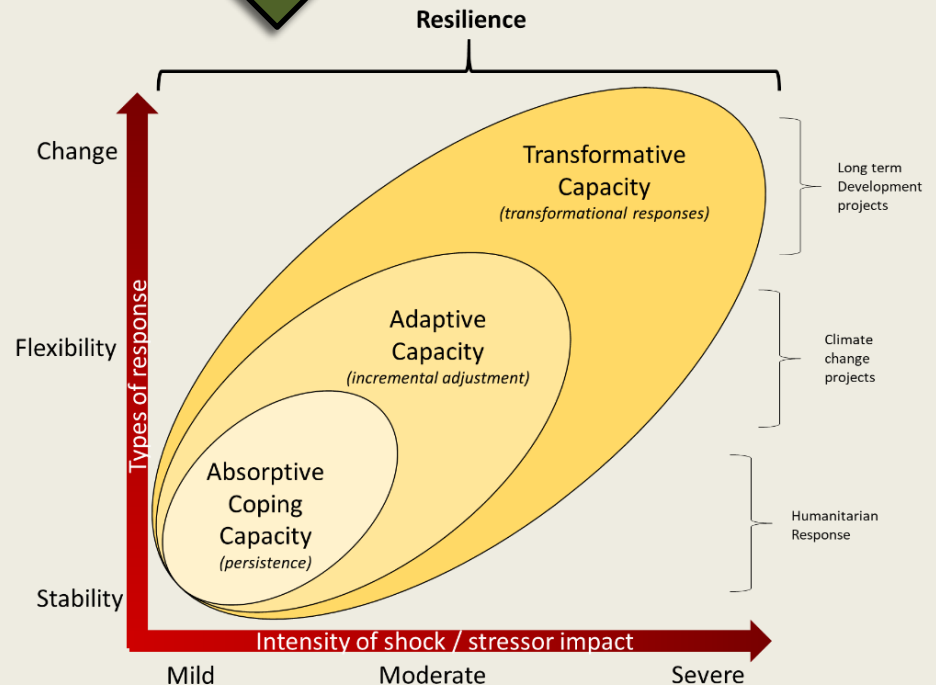 Resilience
Change
Flexibility
Stability
Types of response
Transformative
Capacity
(transformational responses)
Adaptive
Capacity
(incremental adjustment)
Absorptive
Coping
Capacity
(persistence)
Long term
Development
projects
Climate
change
projects
Humanitarian
Response
Intensity of shock / stressor impact
Mild
Moderate
Severe